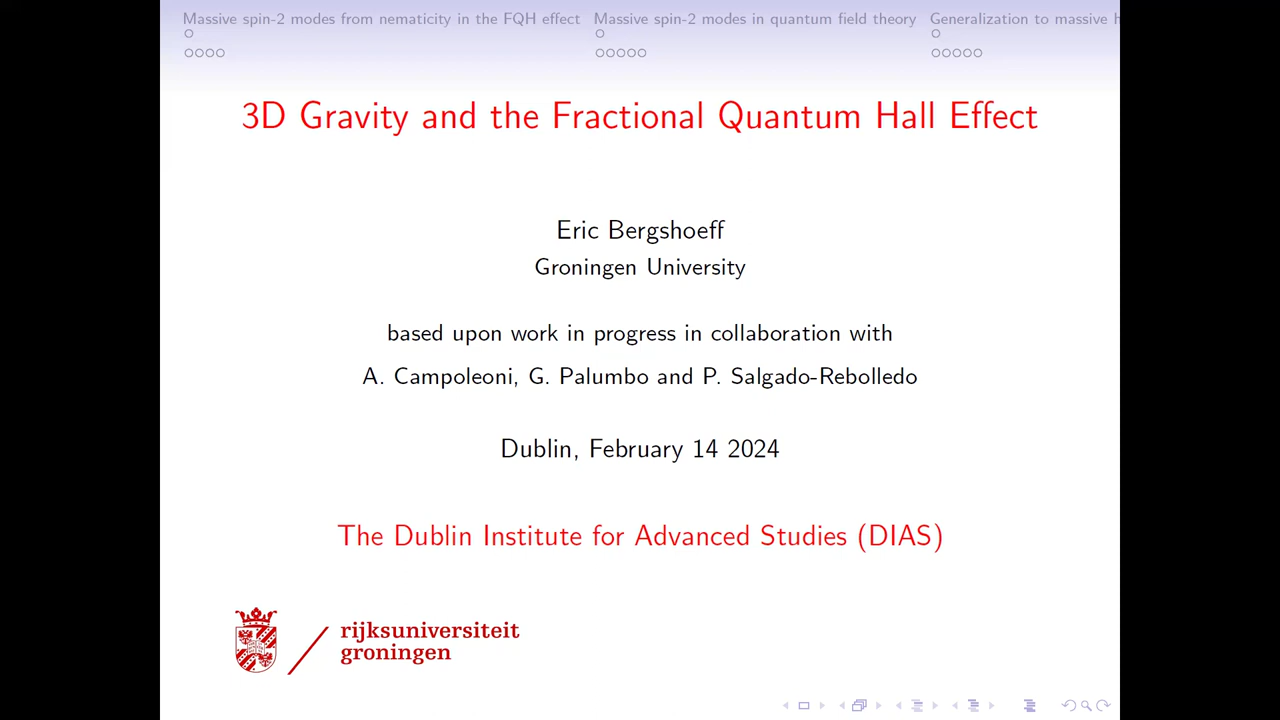 Massive spin-2 modes from nematicity in the FQH effect Massive spin-2 modes in quantum field theory Generalization to massive
3D Gravity and the Fractional Quantum Hall Effect
Eric Bergshoeff
Groningen University
based upon work in progress in collaboration with
A. Campoleoni, G. Palumbo and P. Salgado-Rebolledo
Dublin, February 14 2024
The Dublin Institute for Advanced Studies (DIAS)
rijksuniversiteit
groningen